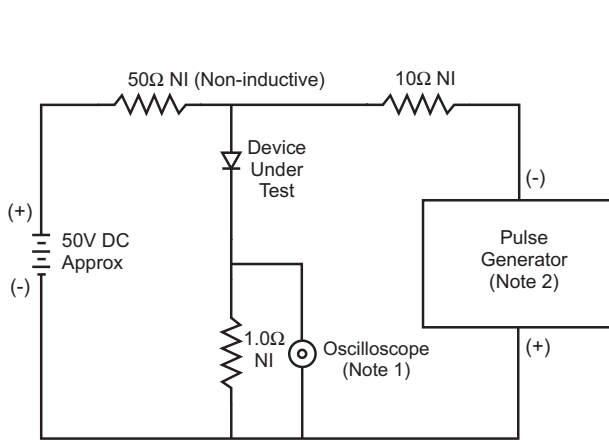 50Ω NI (Non-inductive)
10Ω NI
Device
Under
Test
(-)
(+)
50V DC
Approx
(-)
Pulse
Generator
(Note 2)
1.0Ω
NI
Oscilloscope
(Note 1)
(+)